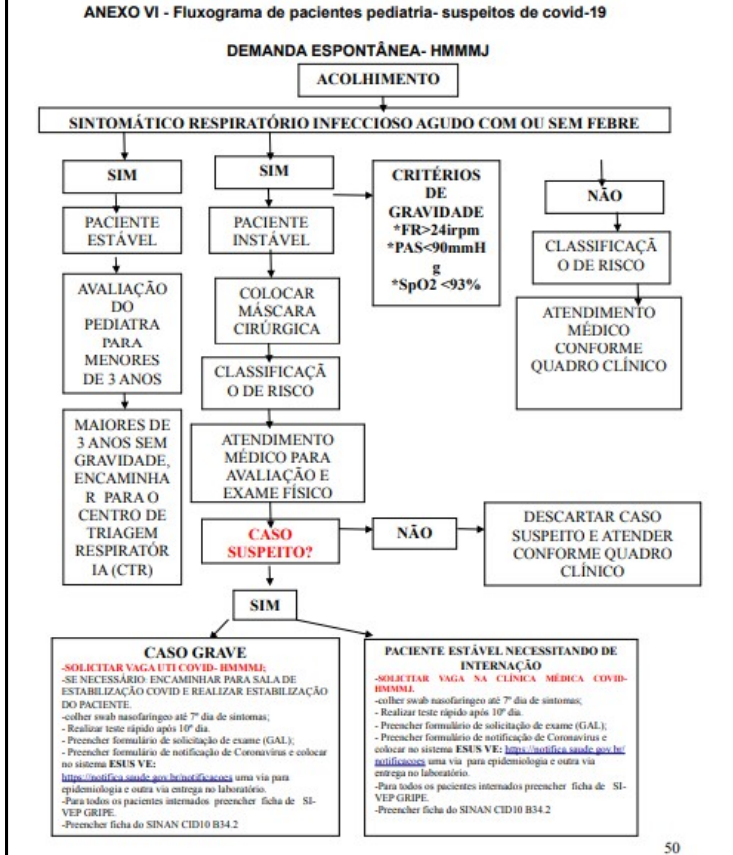 ANEXO VI - Fluxograma de pacientes pediatria- suspeitos de covid-19
DEMANDA ESPONTÂNEA- HMMMJ
ACOLHIMENTO
SINTOMÁTICO RESPIRATÓRIO INFECCIOSO AGUDO COM OU SEM FEBRE
SIM
PACIENTE
ESTÁVEL
AVALIAÇÃO
DO
PEDIATRA
PARA
MENORES
DE 3 ANOS
MAIORES DE
3 ANOS SEM
GRAVIDADE,
ENCAMINHA
R PARA O
CENTRO DE
TRIAGEM
RESPIRATÓR
IA (CTR)
SIM
PACIENTE
INSTÁVEL
COLOCAR
MÁSCARA
CIRÚRGICA
CLASSIFICAÇÃ
O DE RISCO
ATENDIMENTO
MÉDICO PARA
AVALIAÇÃO E
EXAME FÍSICO
CRITÉRIOS
DE
GRAVIDADE
*FR>24irpm
*PAS<90mmH
g
*SpO2 <93%
NÃO
CLASSIFICAÇÃ
O DE RISCO
ATENDIMENTO
MÉDICO
CONFORME
QUADRO CLÍNICO
CASO
SUSPEITO?
NÃO
DESCARTAR CASO
SUSPEITO E ATENDER
CONFORME QUADRO
CLÍNICO
SIM
CASO GRAVE
-SOLICITAR VAGA UTI COVID- HMMMJ;
-SE NECESSÁRIO: ENCAMINHAR PARA SALA DE
ESTABILIZAÇÃO COVID E REALIZAR ESTABILIZAÇÃO
DO PACIENTE.
-colher swab nasofaríngeo até 7º dia de sintomas;
- Realizar teste rápido após 10º dia.
- Preencher formulário de solicitação de exame (GAL);
- Preencher formulário de notificação de Coronavírus e colocar
no sistema ESUS VE:
https://notifica.saude.gov.br/notificacoes uma via para
epidemiologia e outra via entrega no laboratório.
-Para todos os pacientes internados preencher ficha de SI-
VEP GRIPE.
-Preencher ficha do SINAN CID10 B34.2
PACIENTE ESTÁVEL NECESSITANDO DE
INTERNAÇÃO
-SOLICTIAR VAGA NA CLÍNICA MÉDICA COVID-
HMMMJ.
-colher swab nasofaríngeo até 7º dia de sintomas;
- Realizar teste rápido após 10º dia.
- Preencher formulário de solicitação de exame (GAL);
- Preencher formulário de notificação de Coronavírus e
colocar no sistema ESUS VE: https://notifica.saude.gov.br/
notificacoes uma via para epidemiologia e outra via
entrega no laboratório.
-Para todos os pacientes internados preencher ficha de SI-
VEP GRIPE.
-Preencher ficha do SINAN CID10 B34.2
50